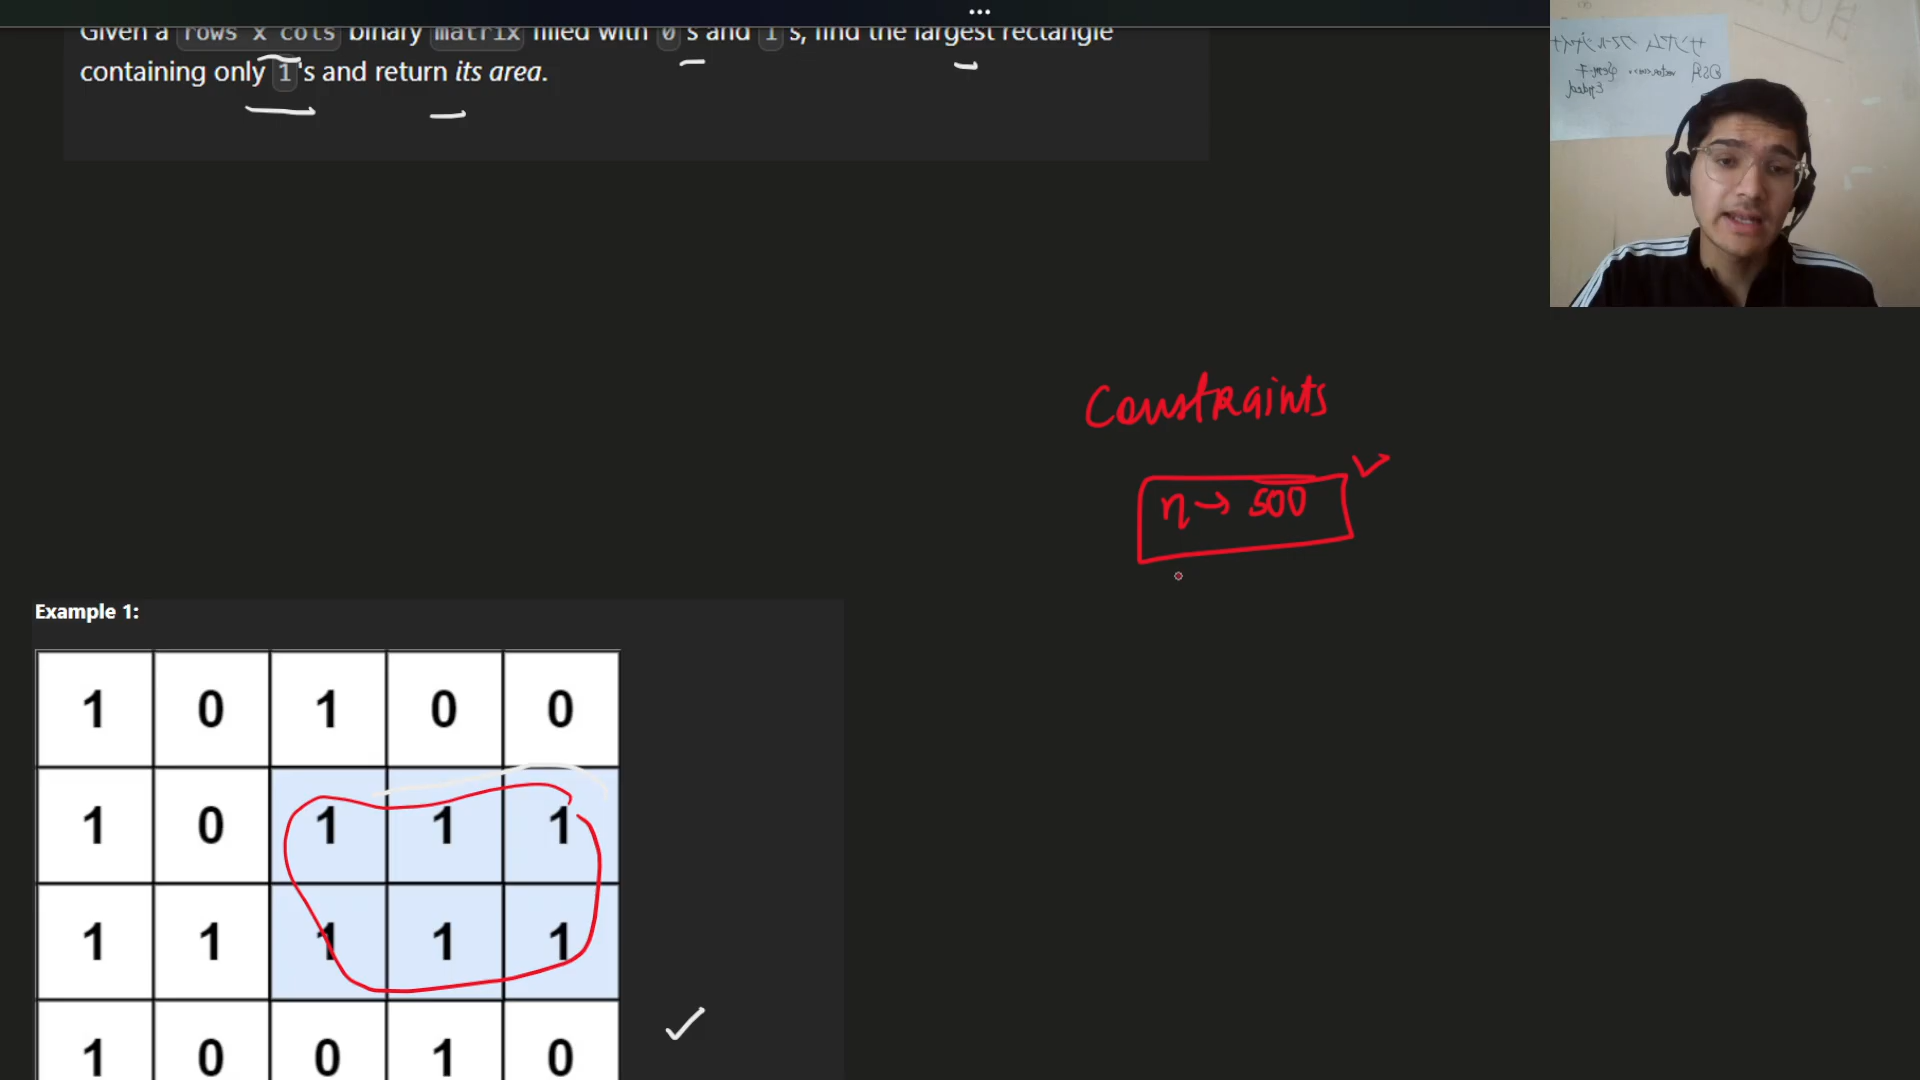 ...
Given a rows x cols binary matrix filled with 0's and 1's, find the largest rectangle
containing only 1's and return its area.
Constraints
n → 500
Example 1:
1 0 1 0 0
1 0 1 1 1
1 1 1 1 1
1 0 0 1 0